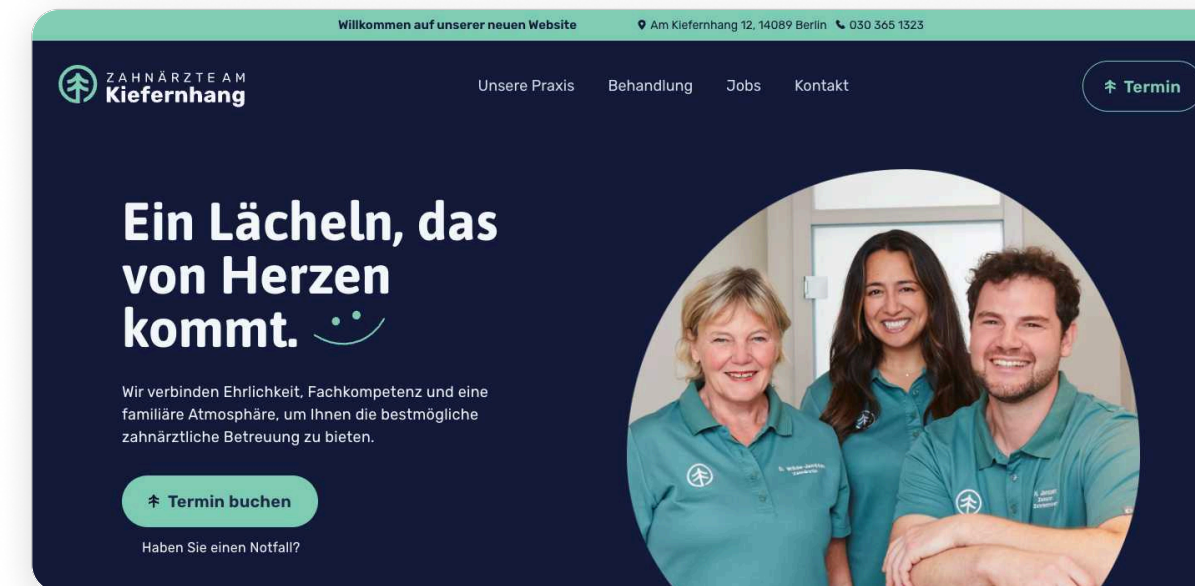 Willkommen auf unserer neuen Website
Am Kiefernhang 12, 14089 Berlin 030 365 1323
ZAHNÄRZTE AM
Kiefernhang
Unsere Praxis Behandlung Jobs Kontakt
Termin
Ein Lächeln, das
von Herzen
kommt.
Wir verbinden Ehrlichkeit, Fachkompetenz und eine
familiäre Atmosphäre, um Ihnen die bestmögliche
zahnärztliche Betreuung zu bieten.
Termin buchen
Haben Sie einen Notfall?